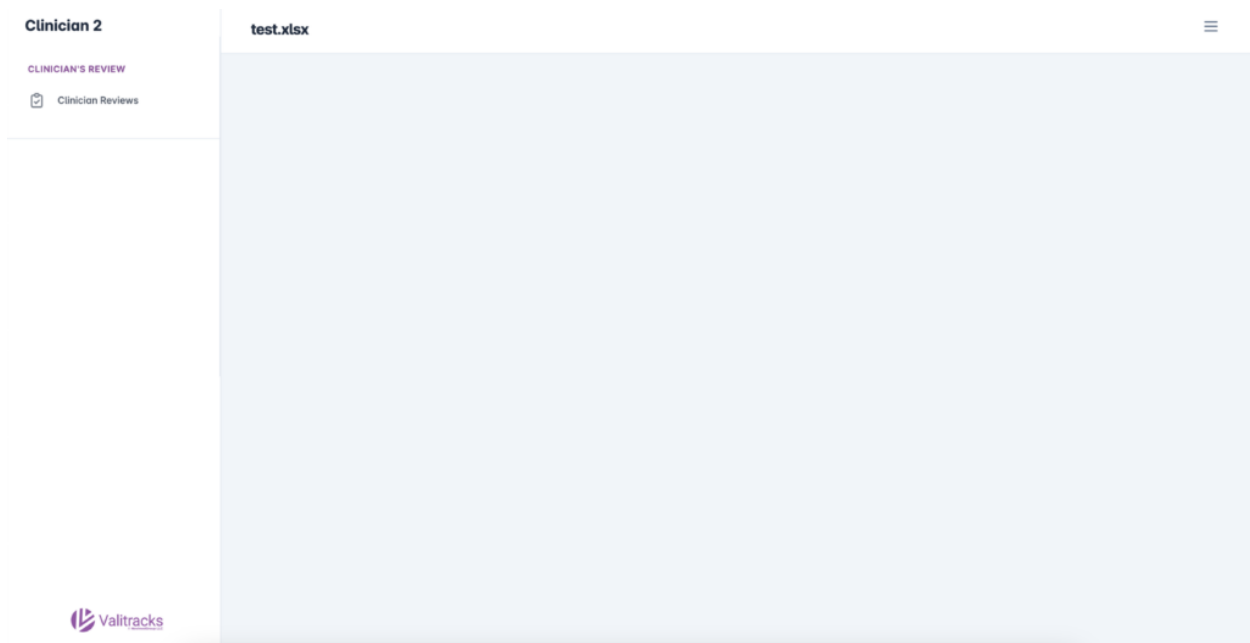 Clinician 2
test.xlsx
CLINICIAN'S REVIEW
Clinician Reviews
Valitracks